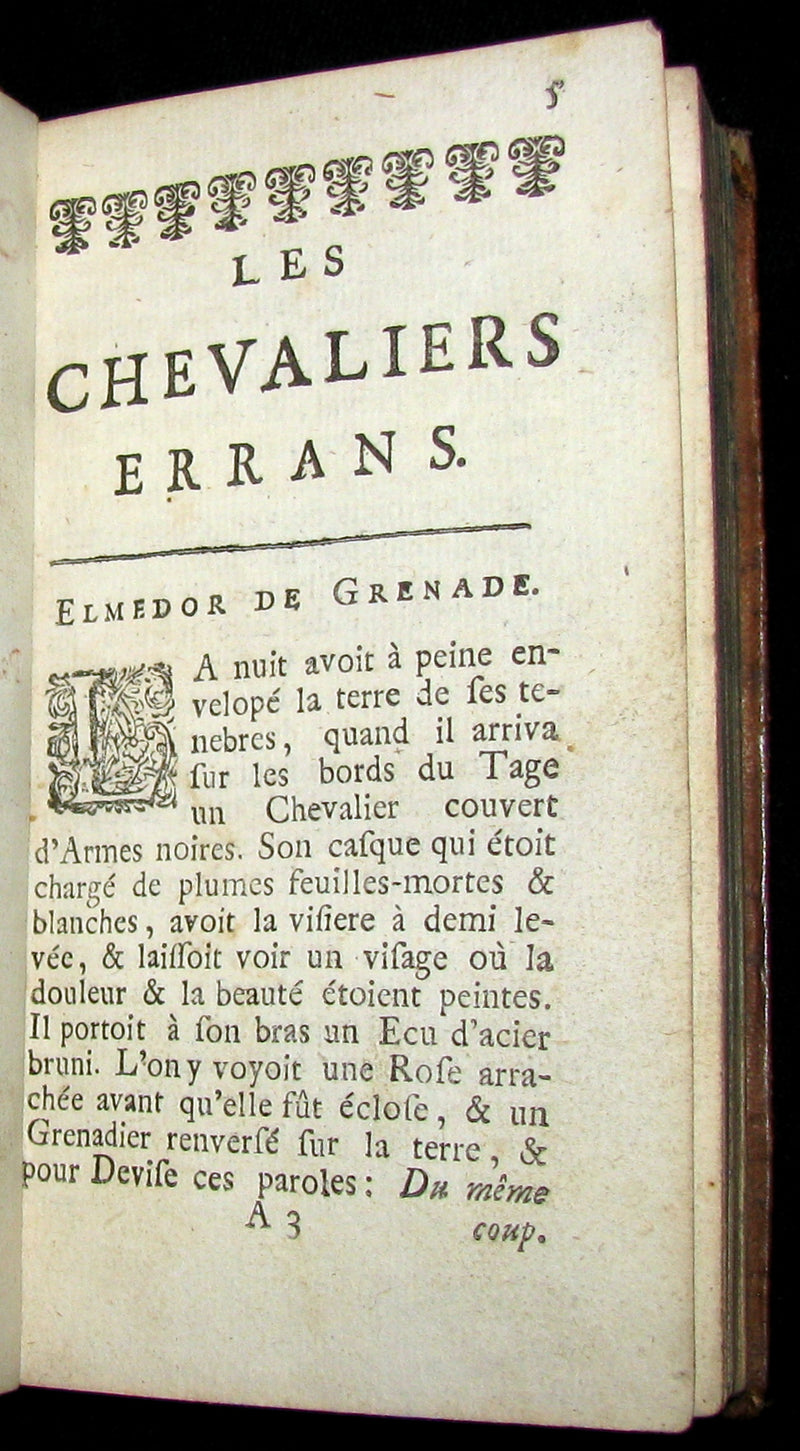 5
LES
CHEVALIERS
ERRANS.
ELMEDOR DE GRENADE.
LA nuit avoit à peine en-
velopé la terre de ſes te-
nebres, quand il arriva
ſur les bords du Tage
un Chevalier couvert
d'Armes noires. Son caſque qui étoit
chargé de plumes feuilles-mortes &
blanches, avoit la viſiere à demi le-
vée, & laiſſoit voir un viſage où la
douleur & la beauté étoient peintes.
Il portoit à ſon bras un Ecu d'acier
bruni. L'on y voyoit une Roſe arra-
chée avant qu'elle fût écloſe, & un
Grenadier renverſé ſur la terre, &
pour Deviſe ces paroles: Du même
A 3 coup.